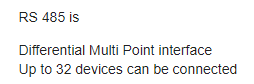 RS 485 is
Differential Multi Point interface
Up to 32 devices can be connected